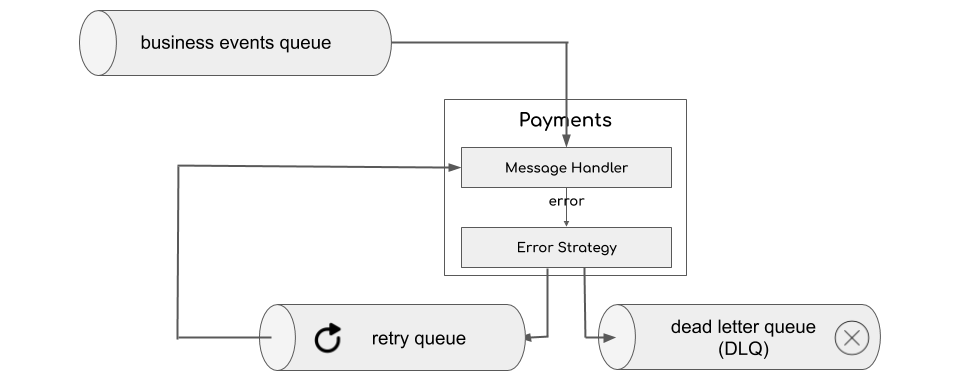 business events queue
Payments
Message Handler
error
Error Strategy
retry queue
dead letter queue
(DLQ)